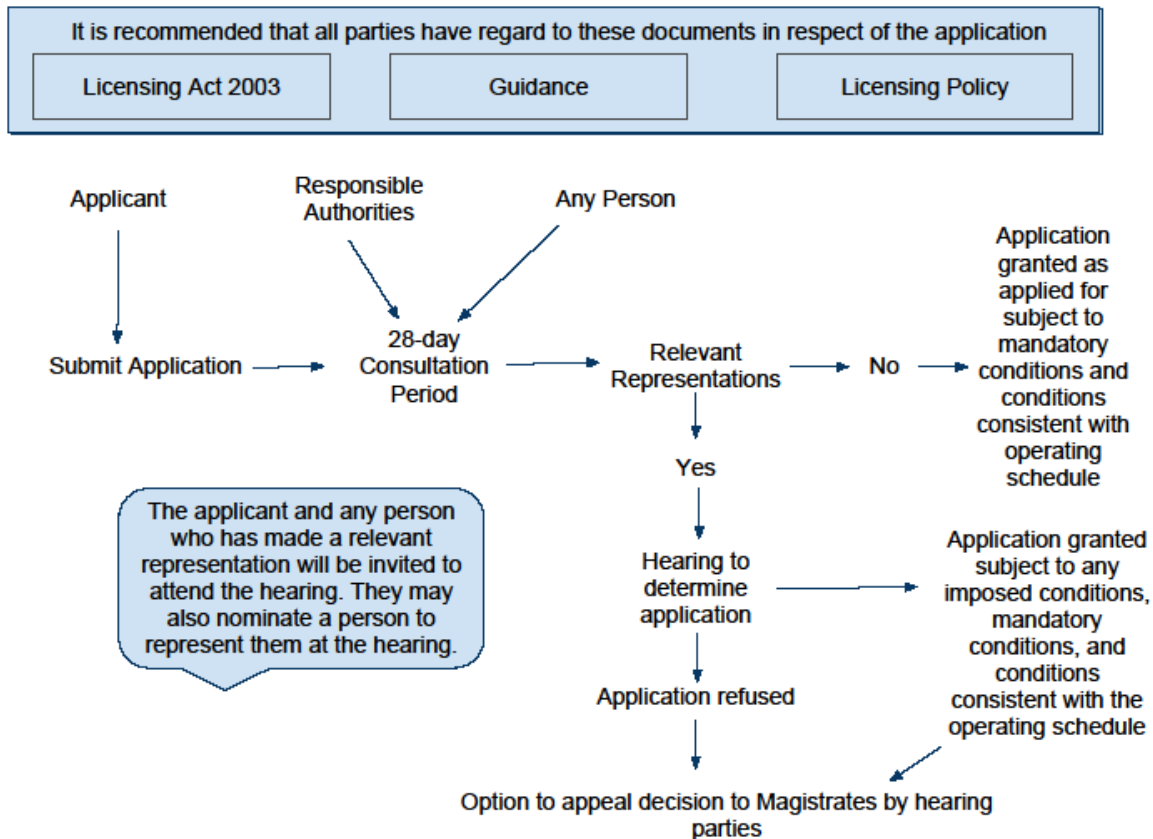 It is recommended that all parties have regard to these documents in respect of the application
Licensing Act 2003
Guidance
Licensing Policy
Applicant
Responsible
Authorities
Any Person
Submit Application
28-day
Consultation
Period
Relevant
Representations
No
Application
granted as
applied for
subject to
mandatory
conditions and
conditions
consistent with
operating
schedule
Yes
The applicant and any person
who has made a relevant
representation will be invited to
attend the hearing. They may
also nominate a person to
represent them at the hearing.
Hearing to
determine
application
Application granted
subject to any
imposed conditions,
mandatory
conditions, and
conditions
consistent with the
operating schedule
Application refused
Option to appeal decision to Magistrates by hearing
parties